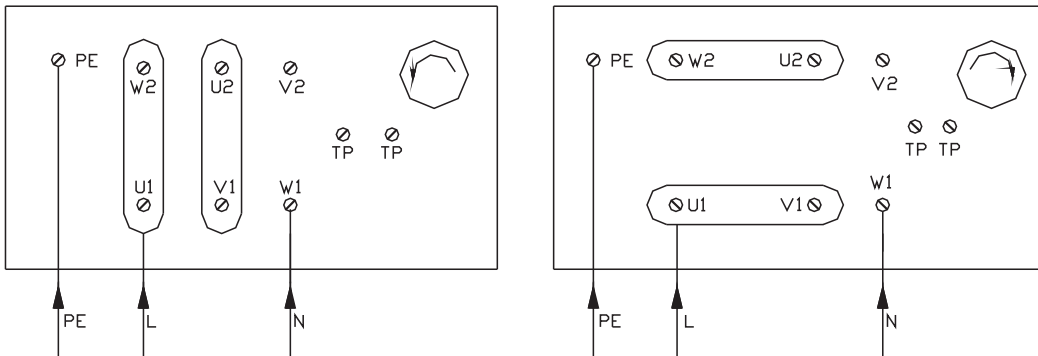 PE
W2 U2 V2
TP TP
U1 V1 W1
PE L N
PE W2 U2 V2
TP TP
U1 V1 W1
PE L N